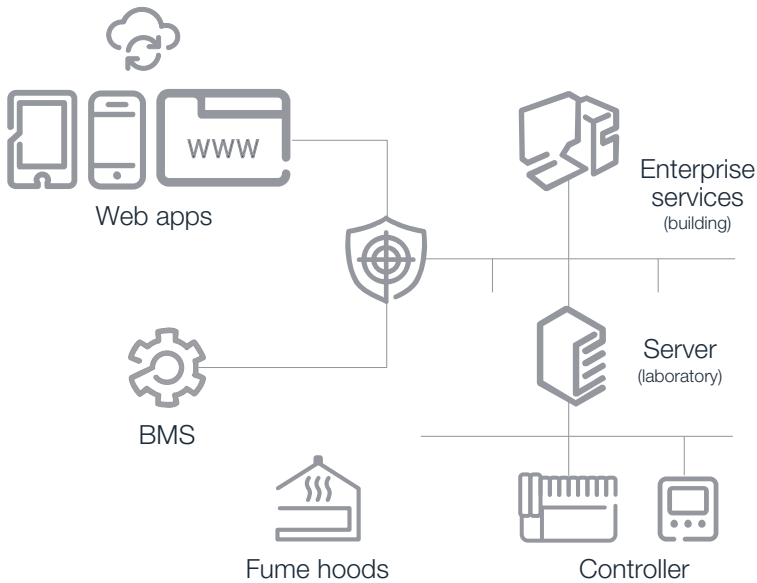 WWW
Web apps
Enterprise
services
(building)
Server
(laboratory)
BMS
Fume hoods
Controller